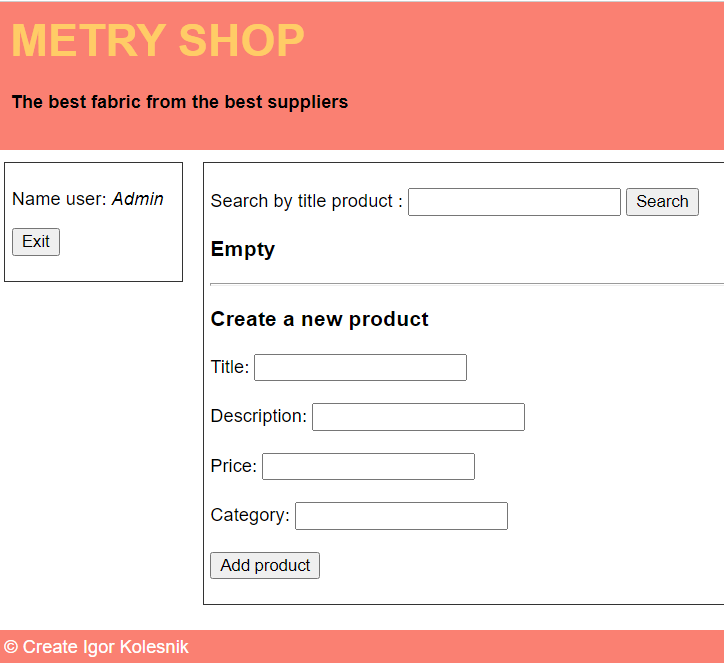 METRY SHOP
The best fabric from the best suppliers
Name user: Admin
Exit
Search by title product : Search
Empty
Create a new product
Title:
Description:
Price:
Category:
Add product
© Create Igor Kolesnik